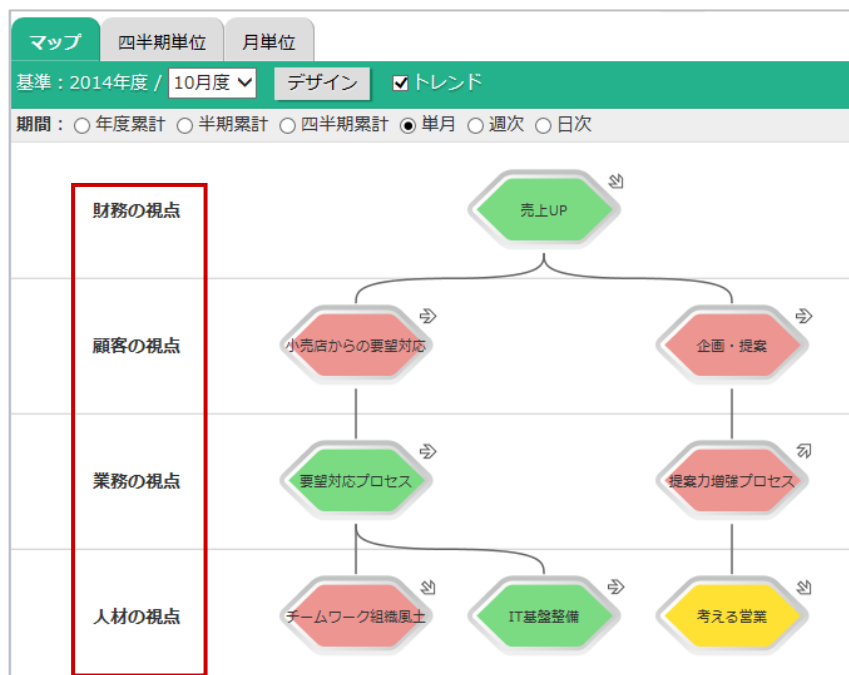 マップ 四半期単位 月単位
基準：2014年度 / 10月度 デザイン トレンド
期間： 年度累計 半期累計 四半期累計 単月 週次 日次
財務の視点 売上UP
顧客の視点 小売店からの要望対応 企画・提案
業務の視点 要望対応プロセス 提案力増強プロセス
人材の視点 チームワーク組織風土 IT基盤整備 考える営業